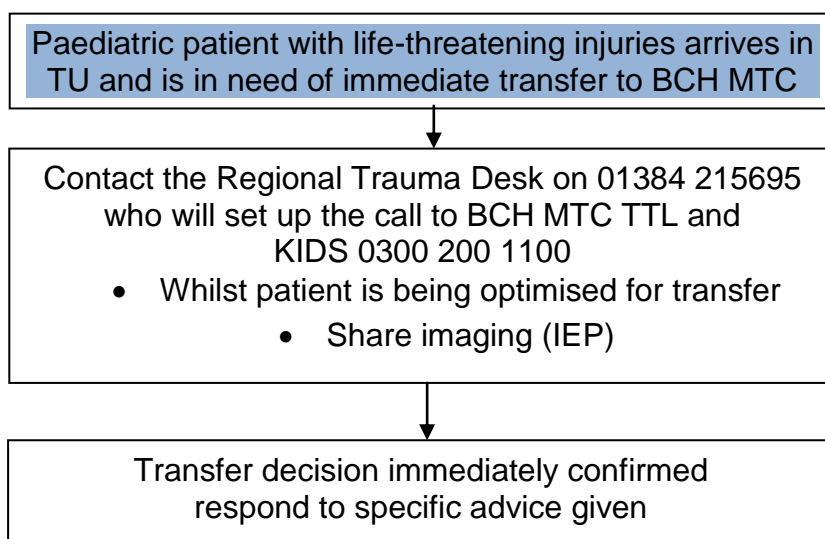 Paediatric patient with life-threatening injuries arrives in
TU and is in need of immediate transfer to BCH MTC
Contact the Regional Trauma Desk on 01384 215695
who will set up the call to BCH MTC TTL and
KIDS 0300 200 1100
• Whilst patient is being optimised for transfer
• Share imaging (IEP)
Transfer decision immediately confirmed
respond to specific advice given